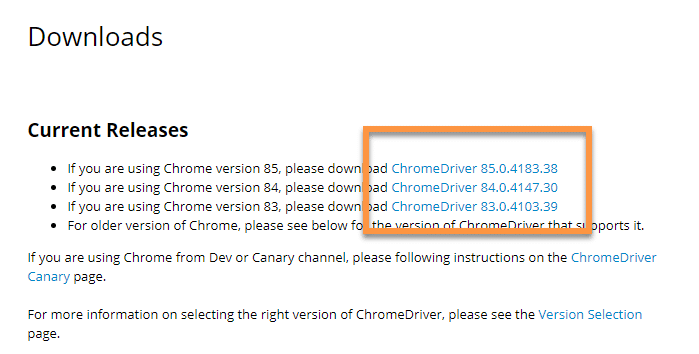 Downloads
Current Releases
• If you are using Chrome version 85, please download ChromeDriver 85.0.4183.38
• If you are using Chrome version 84, please download ChromeDriver 84.0.4147.30
• If you are using Chrome version 83, please download ChromeDriver 83.0.4103.39
• For older version of Chrome, please see below for the version of ChromeDriver that supports it.
If you are using Chrome from Dev or Canary channel, please following instructions on the ChromeDriver
Canary page.
For more information on selecting the right version of ChromeDriver, please see the Version Selection
page.